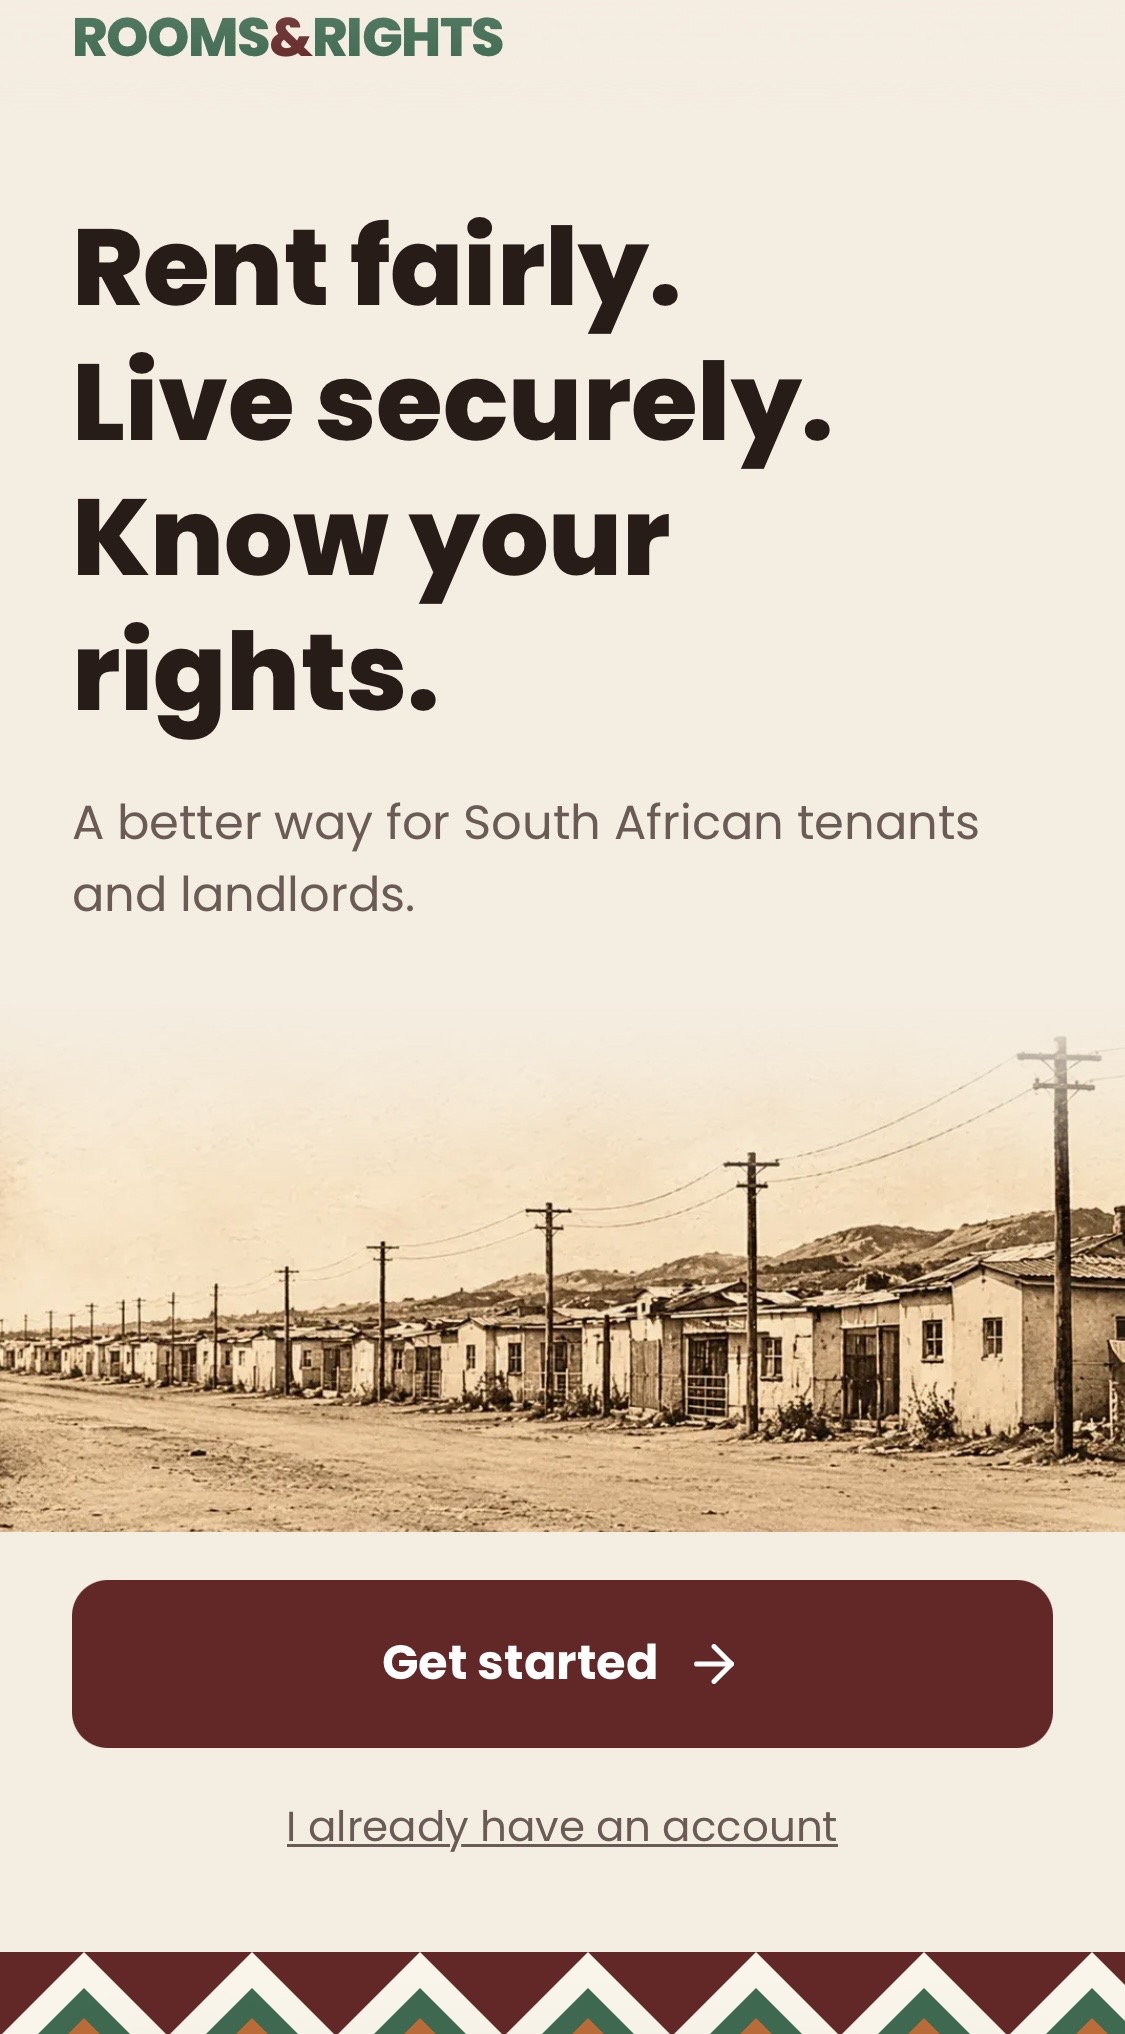 ROOMS&RIGHTS
Rent fairly.
Live securely.
Know your
rights.
A better way for South African tenants
and landlords.
Get started →
I already have an account